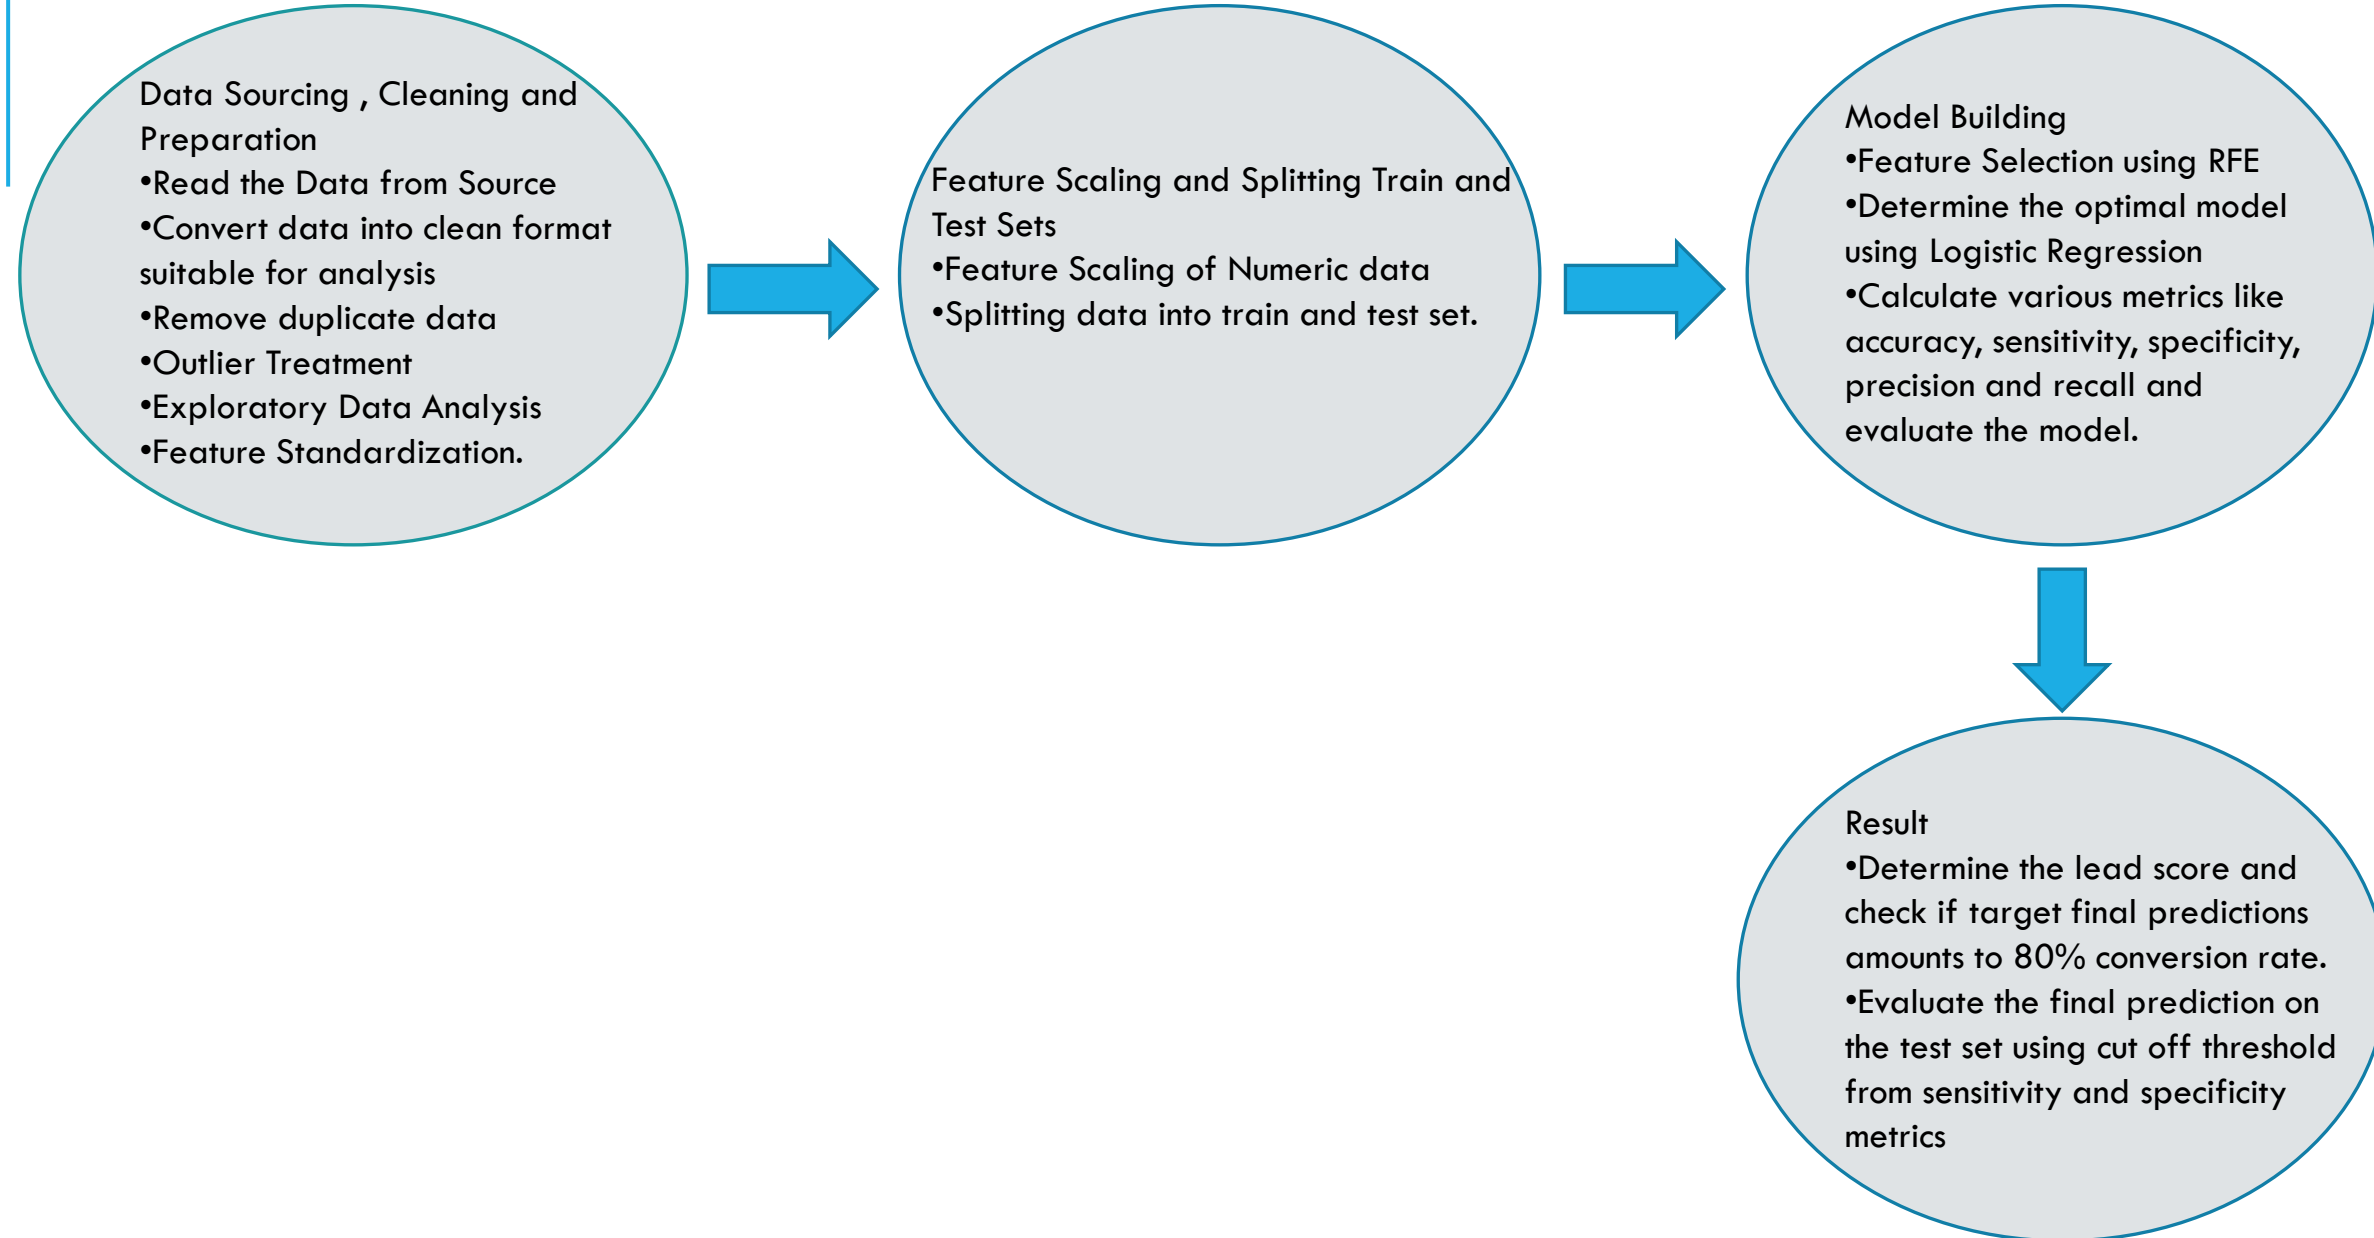 Data Sourcing , Cleaning and
Preparation
•Read the Data from Source
•Convert data into clean format
suitable for analysis
•Remove duplicate data
•Outlier Treatment
•Exploratory Data Analysis
•Feature Standardization.
Feature Scaling and Splitting Train and
Test Sets
•Feature Scaling of Numeric data
•Splitting data into train and test set.
Model Building
•Feature Selection using RFE
•Determine the optimal model
using Logistic Regression
•Calculate various metrics like
accuracy, sensitivity, specificity,
precision and recall and
evaluate the model.
Result
•Determine the lead score and
check if target final predictions
amounts to 80% conversion rate.
•Evaluate the final prediction on
the test set using cut off threshold
from sensitivity and specificity
metrics